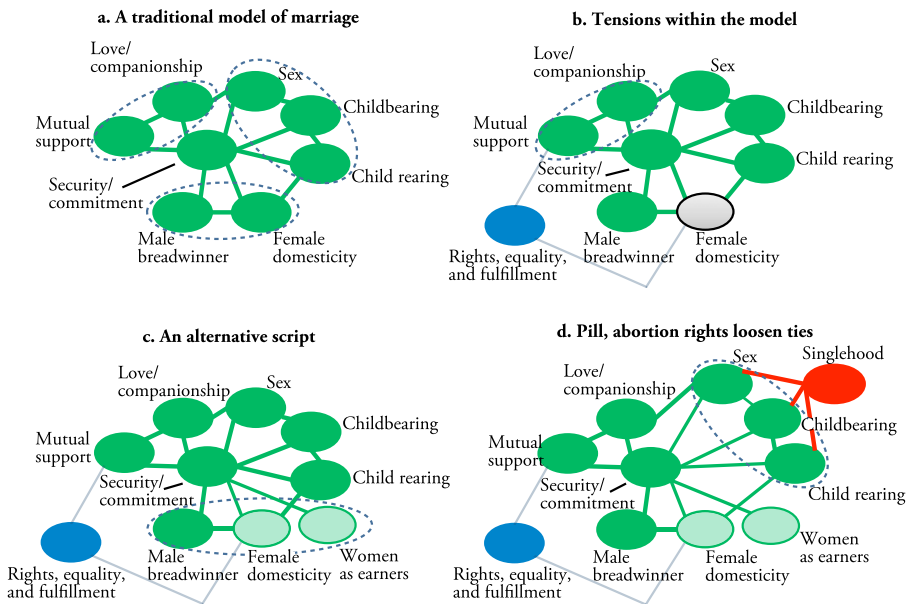 a. A traditional model of marriage
Love/
companionship
Sex
Childbearing
Mutual
support
Child rearing
Security/
commitment
Male
breadwinner
Female
domesticity
b. Tensions within the model
Love/
companionship
Sex
Childbearing
Mutual
support
Child rearing
Security/
commitment
Rights, equality,
and fulfillment
Male
breadwinner
Female
domesticity
c. An alternative script
Love/
companionship
Sex
Childbearing
Mutual
support
Child rearing
Security/
commitment
Rights, equality,
and fulfillment
Male
breadwinner
Female
domesticity
Women
as earners
d. Pill, abortion rights loosen ties
Love/
companionship
Sex
Singlehood
Childbearing
Mutual
support
Child rearing
Security/
commitment
Rights, equality,
and fulfillment
Male
breadwinner
Female
domesticity
Women
as earners